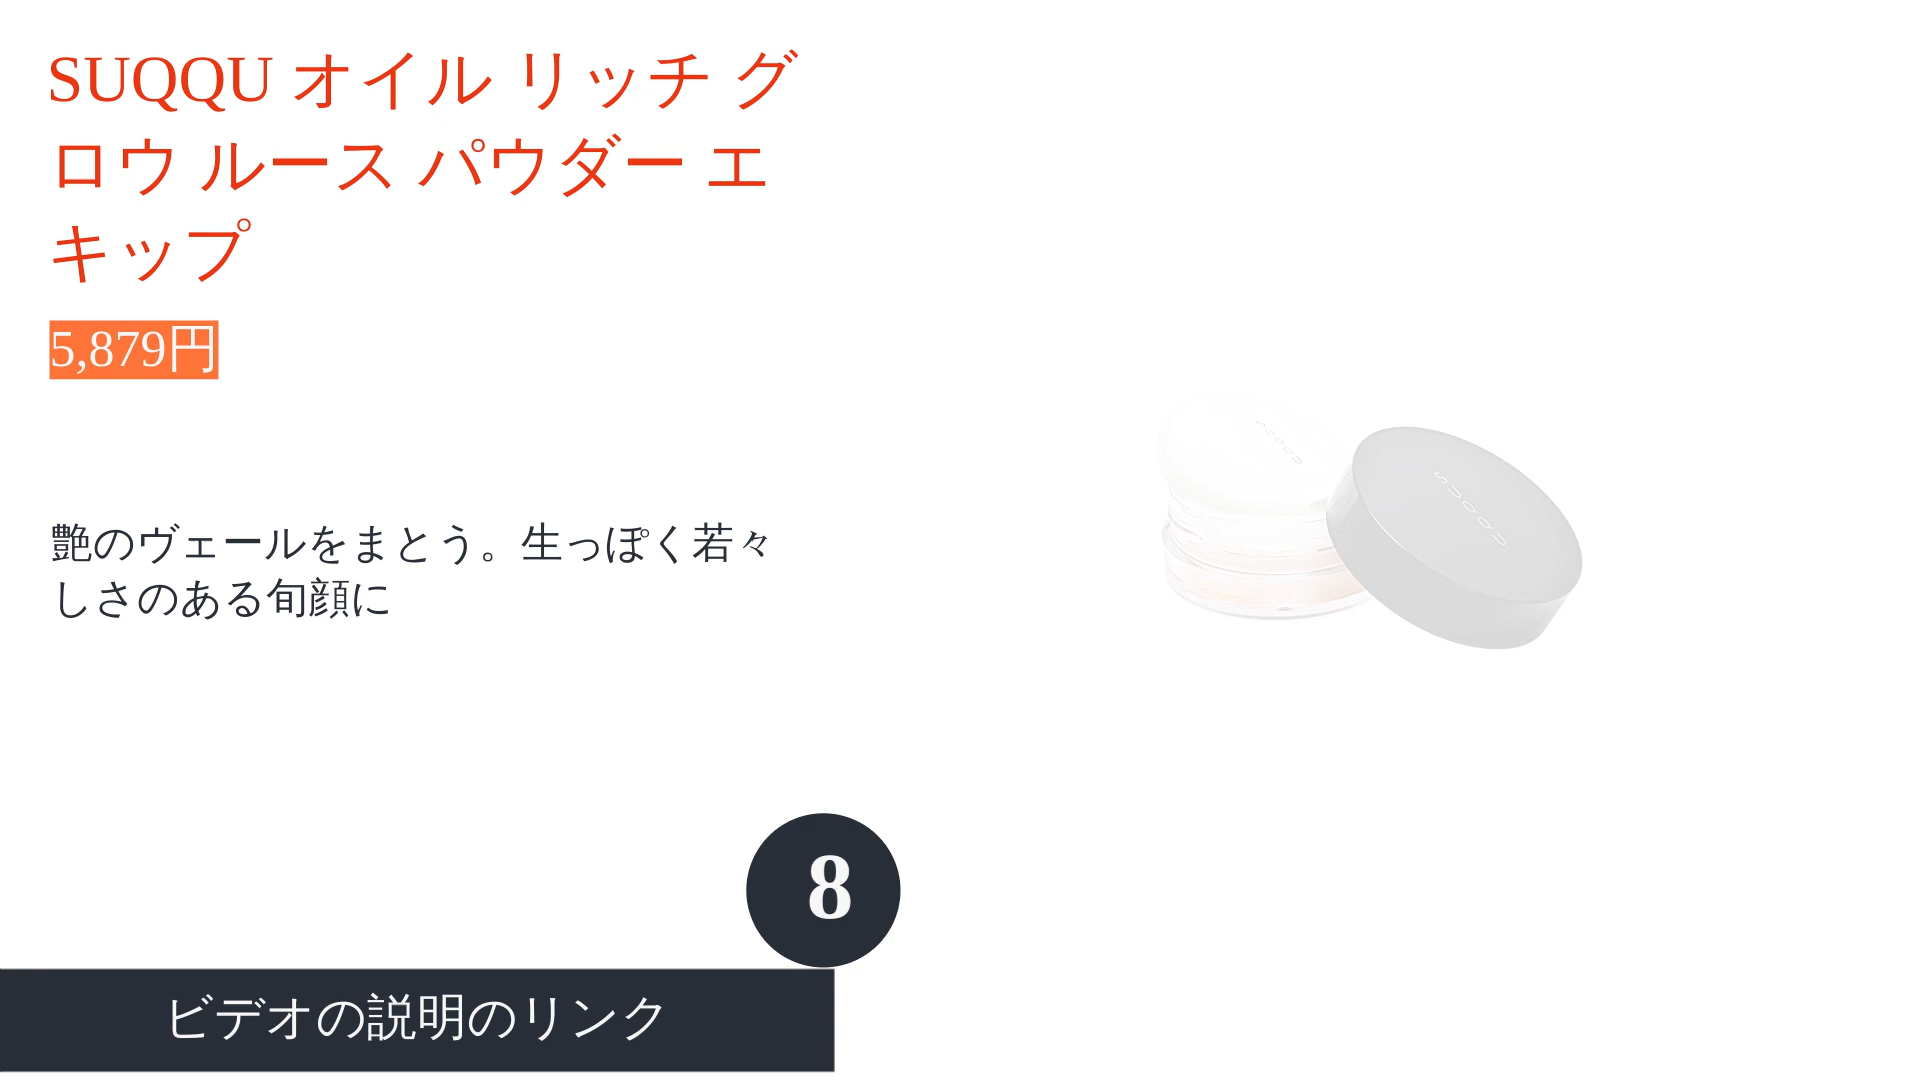 SUQQU オイル リッチ グ
ロウ ルース パウダー エ
キップ
5,879円
艶のヴェールをまとう。生っぽく若々
しさのある旬顔に
SUQQU
SUQQU
8
ビデオの説明のリンク